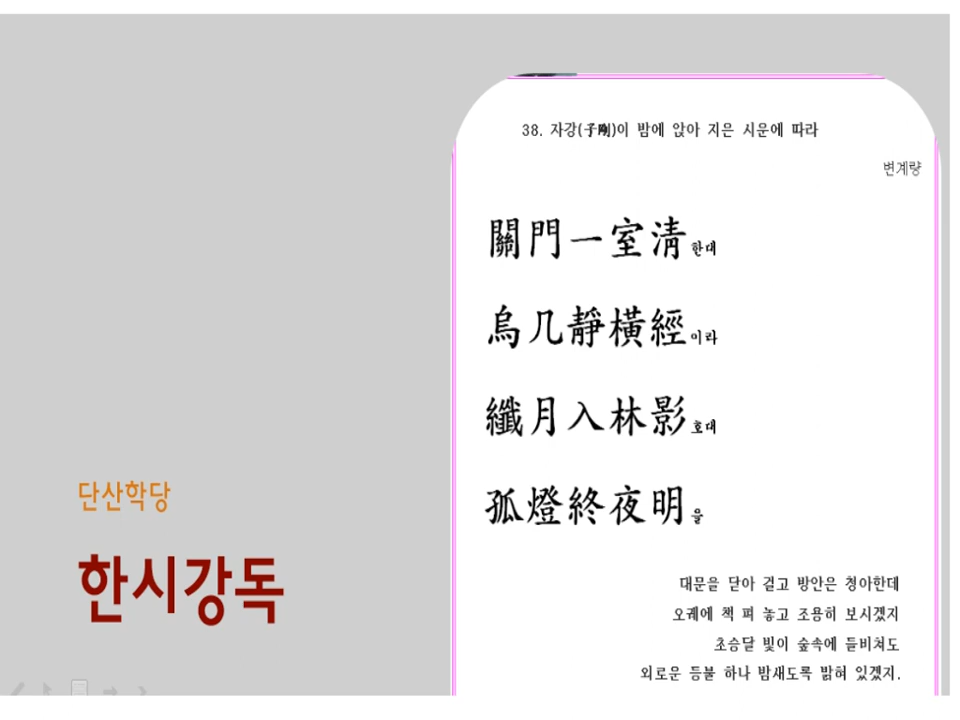 38. 자강(子剛)이 밤에 앉아 지은 시운에 따라
변계량
關門一室淸한대
烏几靜橫經이라
纖月入林影호대
孤燈終夜明을
대문을 닫아 걸고 방안은 청아한데
오궤에 책 펴 놓고 조용히 보시겠지
초승달 빛이 숲속에 들비쳐도
외로운 등불 하나 밤새도록 밝혀 있겠지.
단산학당
한시강독